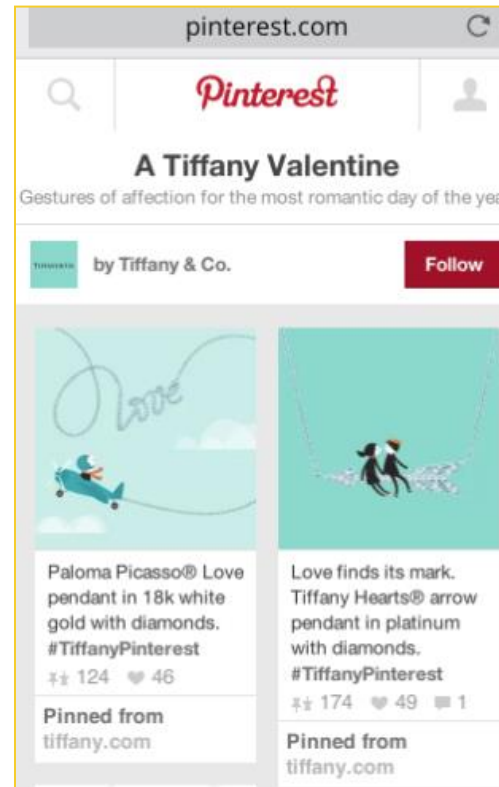 pinterest.com
Pinterest
A Tiffany Valentine
Gestures of affection for the most romantic day of the yea
by Tiffany & Co.
Follow
Love
Paloma Picasso® Love
pendant in 18k white
gold with diamonds.
#TiffanyPinterest
124 46
Pinned from
tiffany.com
Love finds its mark.
Tiffany Hearts® arrow
pendant in platinum
with diamonds.
#TiffanyPinterest
174 49 1
Pinned from
tiffany.com